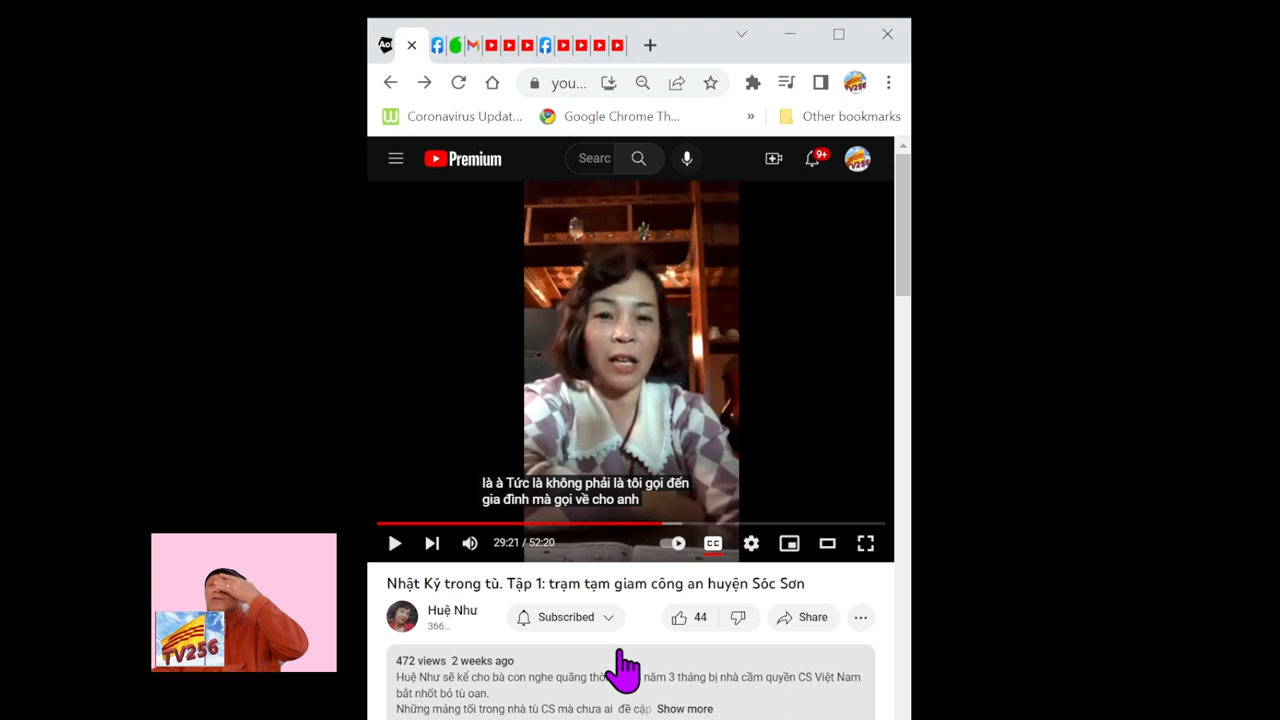 Coronavirus Updat...
Google Chrome Th...
»
Other bookmarks
you...
Premium
Searc
9+
là à Tức là không phải là tôi gọi đến
gia đình mà gọi về cho anh
29:21 / 52:20
CC
Nhật Ký trong tù. Tập 1: trạm tạm giam công an huyện Sóc Sơn
Huệ Như
366...
Subscribed
44
Share
472 views 2 weeks ago
Huệ Như sẽ kể cho bà con nghe quãng năm 3 tháng bị nhà cầm quyền CS Việt Nam
bắt nhốt bỏ tù oan.
Những mảng tối trong nhà tù CS mà chưa ai đề cập Show more
TV256